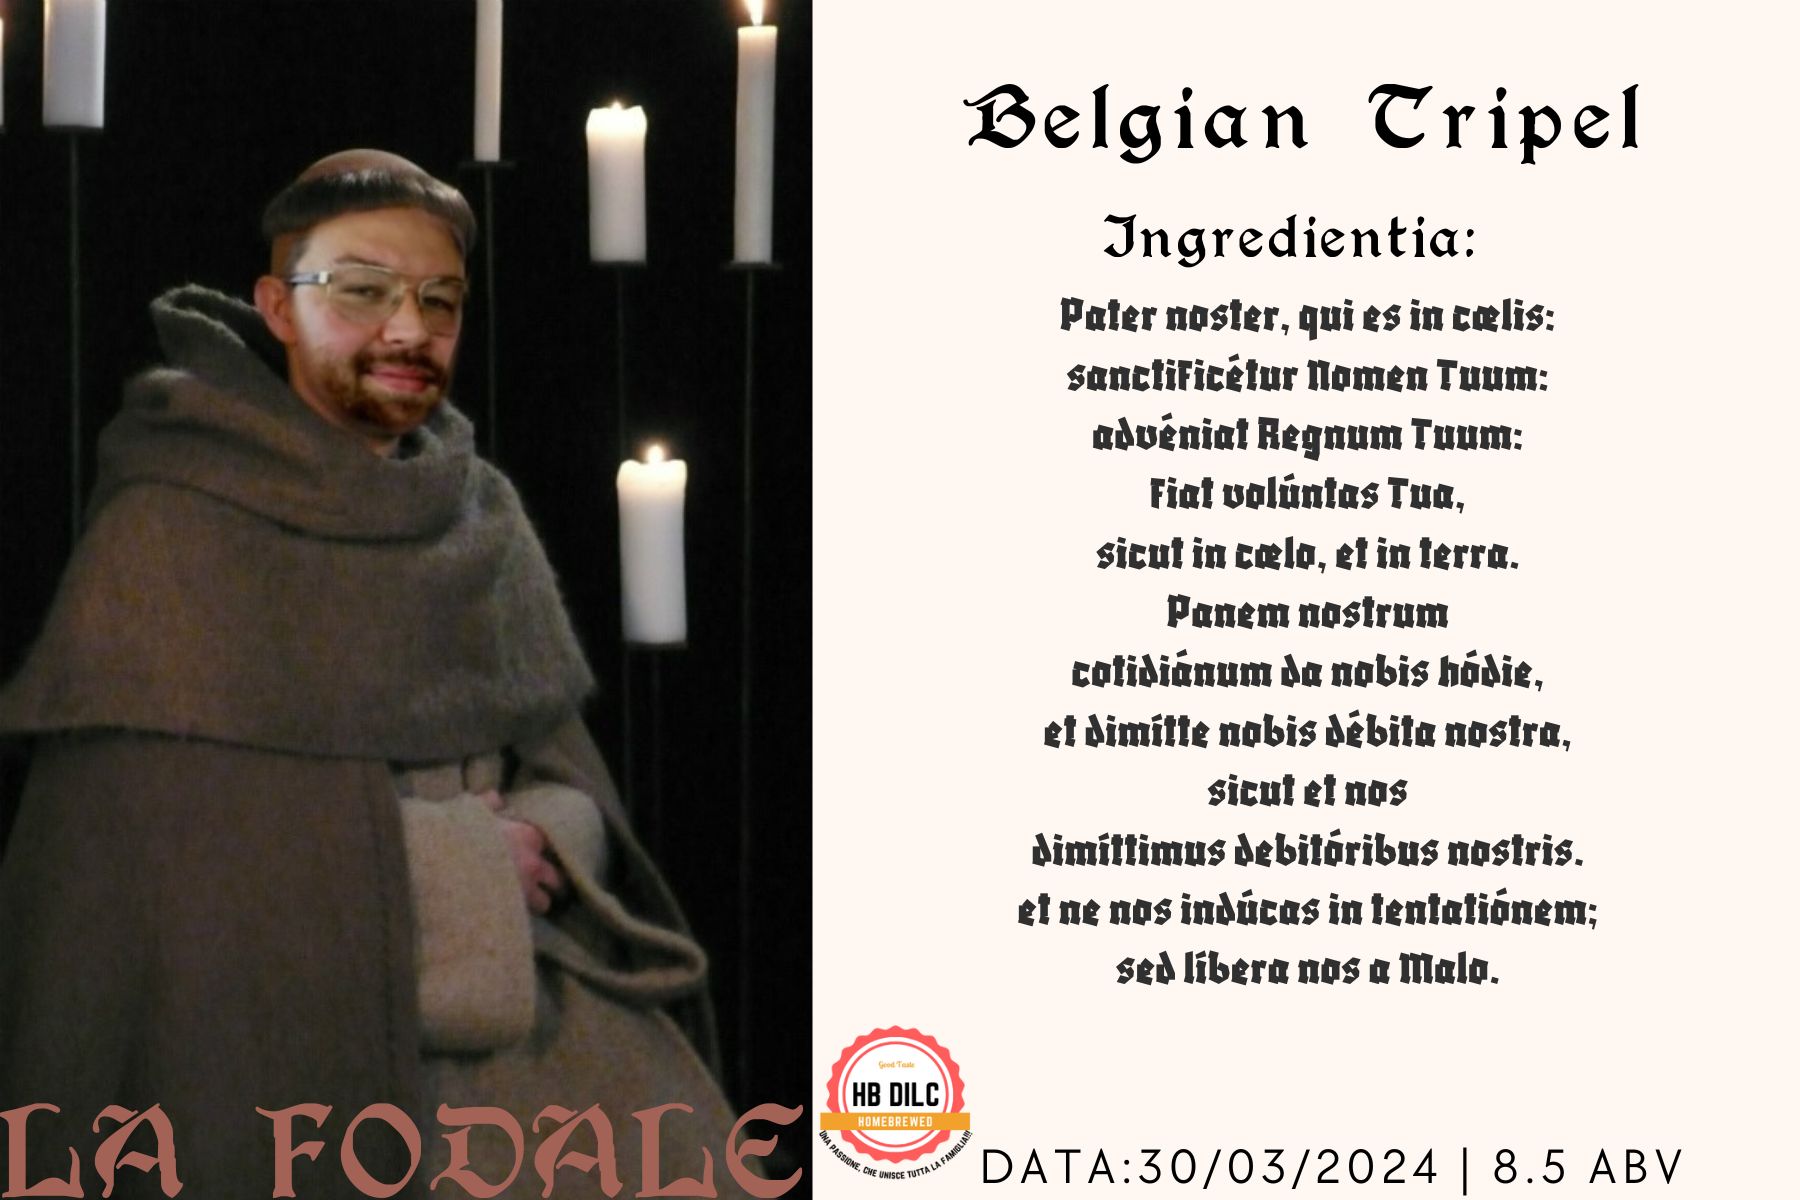 Belgian Tripel
Ingredientia:
Pater noster, qui es in cælis:
sanctificétur Nomen Tuum:
advéniat Regnum Tuum:
fiat volúntas Tua,
sicut in cælo, et in terra.
Panem nostrum
cotidiánum da nobis hódie,
et dimítte nobis débita nostra,
sicut et nos
dimíttimus debitóribus nostris.
et ne nos indúcas in tentatiónem;
sed líbera nos a Malo.
LA FODALE
Good Taste
HB DILC
HOMEBREWED
UNA PASSIONE, CHE UNISCE TUTTA LA FAMIGLIA!!!
DATA:30/03/2024 | 8.5 ABV